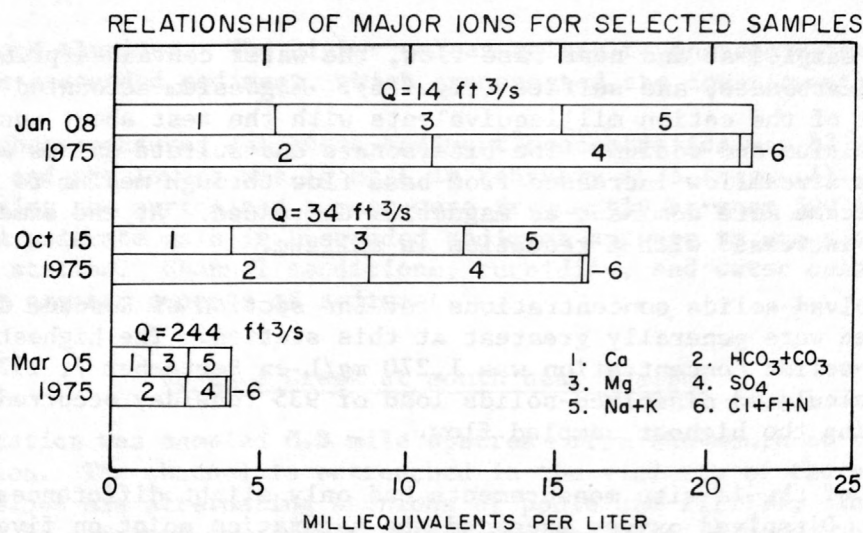 RELATIONSHIP OF MAJOR IONS FOR SELECTED SAMPLES
Q=14 ft³/s
Jan 08 1 3 5
1975 2 4 -6
Q=34 ft³/s
Oct 15 1 3 5
1975 2 4 -6
Q=244 ft³/s
Mar 05 1 3 5
1975 2 4 -6
1. Ca 2. HCO3+CO3
3. Mg 4. SO4
5. Na+K 6. Cl+F+N
0 5 10 15 20 25
MILLIEQUIVALENTS PER LITER